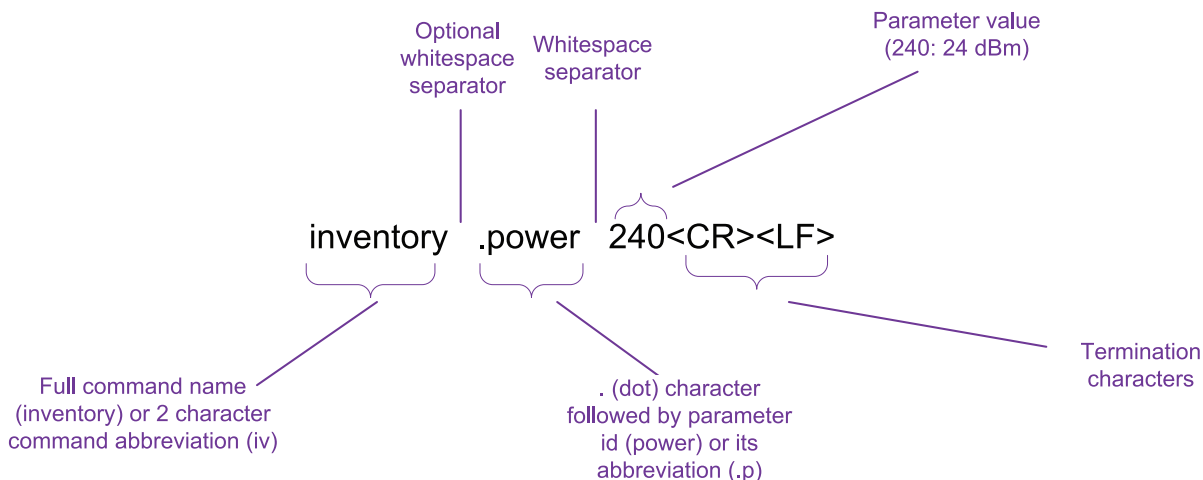 Optional
whitespace
separator
Whitespace
separator
Parameter value
(240: 24 dBm)
inventory .power 240<CR><LF>
Full command name
(inventory) or 2 character
command abbreviation (iv)
. (dot) character
followed by parameter
id (power) or its
abbreviation (.p)
Termination
characters